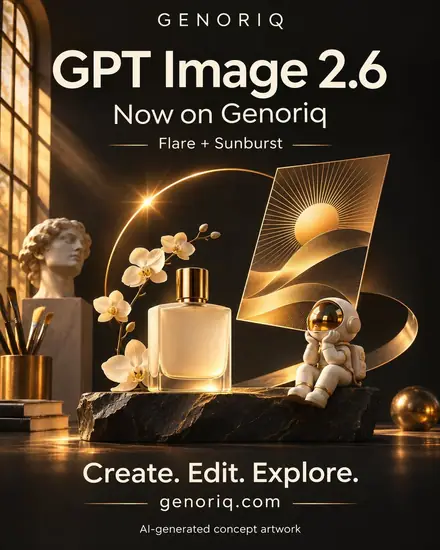 GENORIQ
GPT Image 2.6
Now on Genoriq
Flare + Sunburst
Create. Edit. Explore.
genoriq.com
AI-generated concept artwork